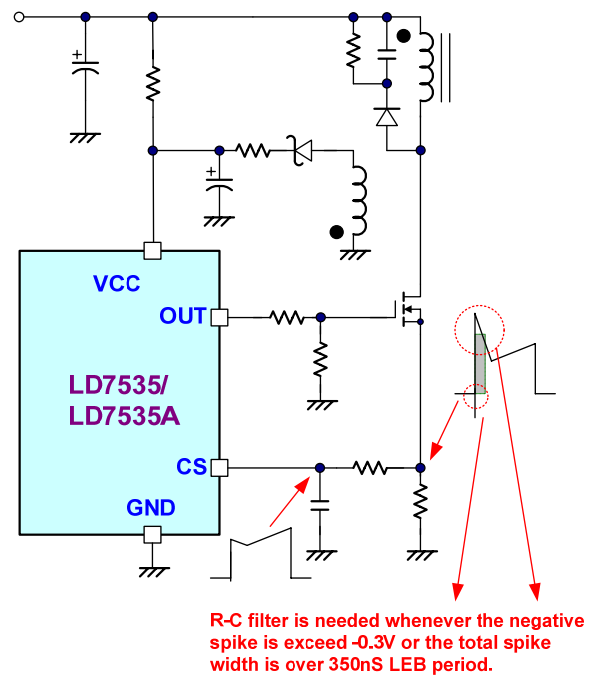 VCC
OUT
LD7535/
LD7535A
CS
GND
R-C filter is needed whenever the negative
spike is exceed -0.3V or the total spike
width is over 350nS LEB period.